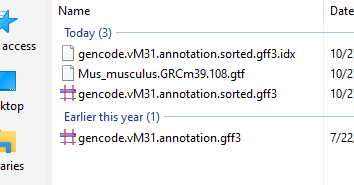 Name
Date
Today (3)
access
gencode.vM31.annotation.sorted.gff3.idx 10/2
Mus_musculus.GRCm39.108.gtf 10/2
ktop
gencode.vM31.annotation.sorted.gff3 10/2
Earlier this year (1)
raries
gencode.vM31.annotation.gff3 7/22/